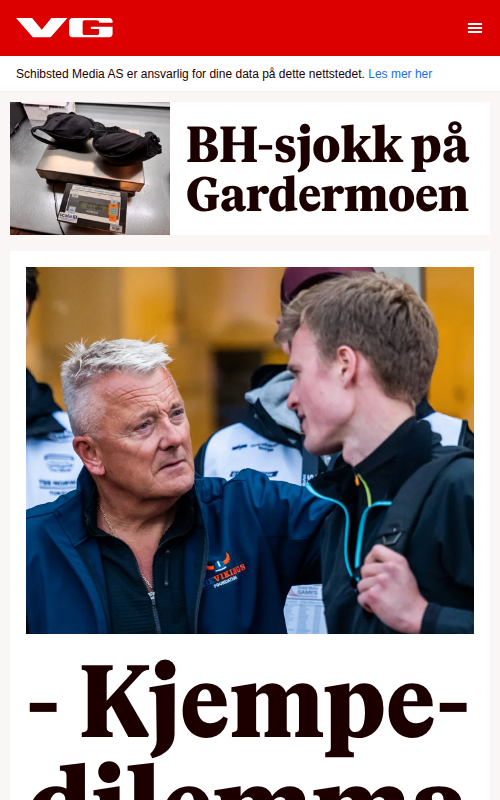 VG
Schibsted Media AS er ansvarlig for dine data på dette nettstedet. Les mer her
BH-sjokk på
Gardermoen
VIKINGS
FOUNDATION
- Kjempe-
dilemma